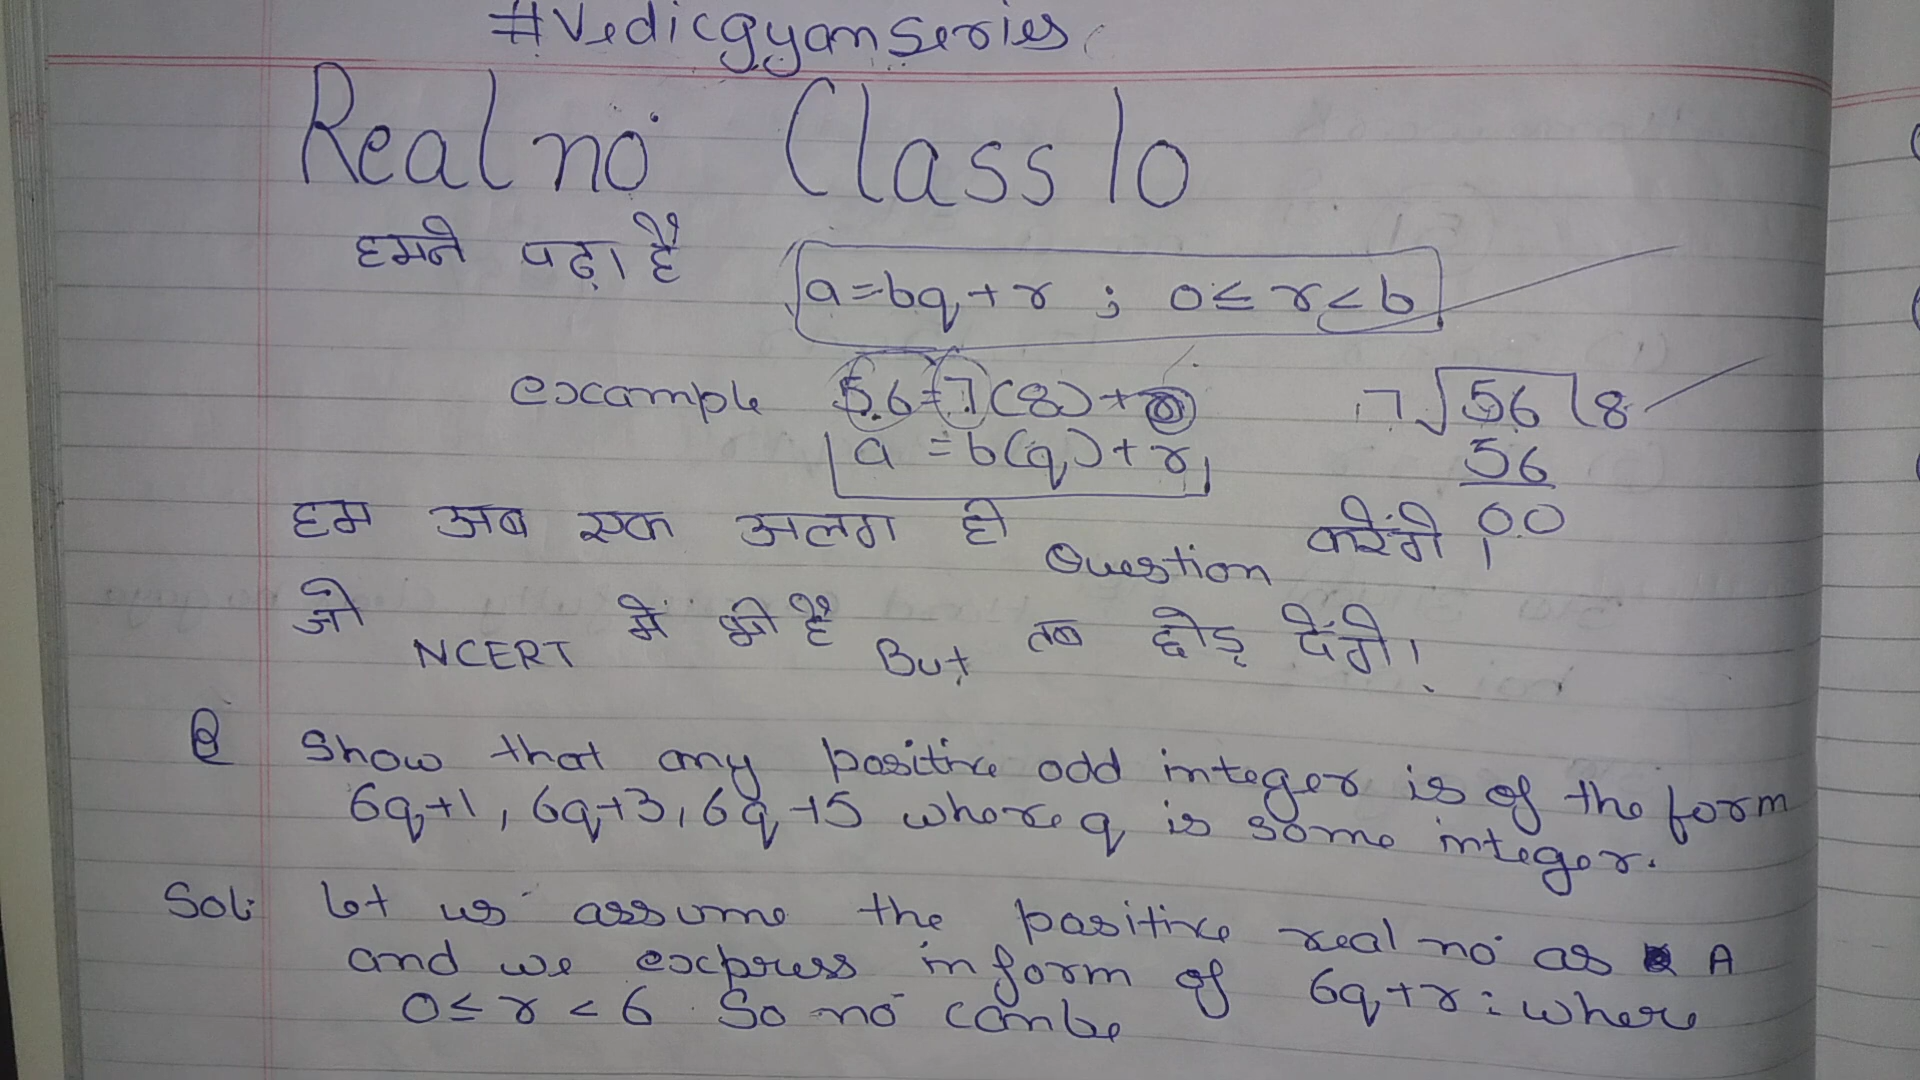 #Vedicgyanseries
Real no Class 10
हमने पढ़ा है a=bq+r ; 0≤r<b
example 56=7(8)+0 7√56(8
a=b(q)+r 56
00
हम अब एक अलग ही Question करेंगे।
जो NCERT में भी है But तब छोड़ देंगे।
Q Show that any positive odd integer is of the form
6q+1, 6q+3, 6q+5 where q is some integer.
Sol: let us assume the positive real no as A
and we express in form of 6q+r: where
0≤r<6 So no canbe